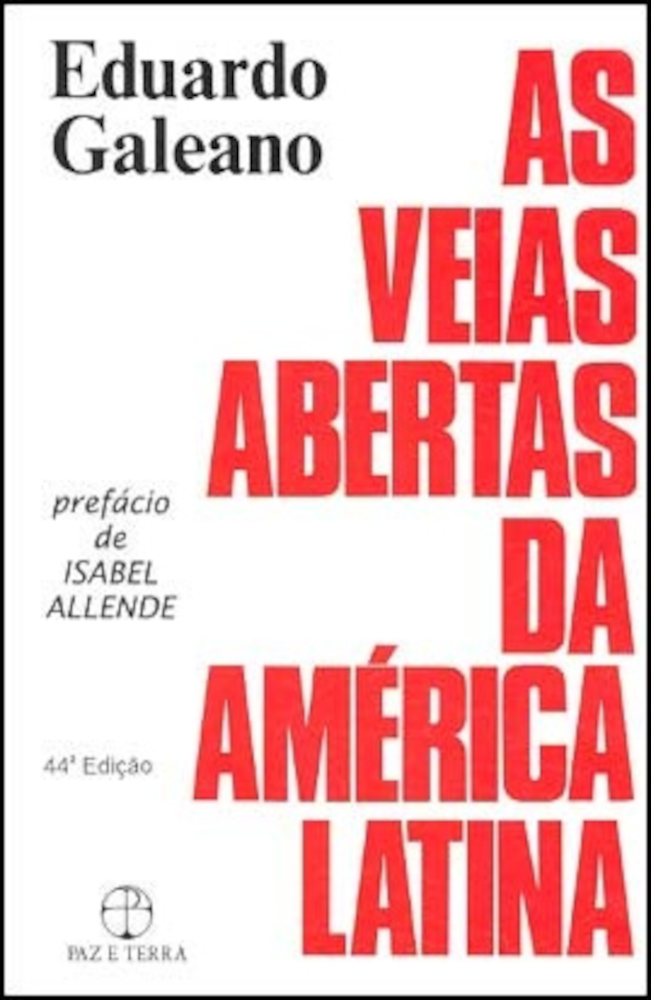 Eduardo
Galeano
AS
VEIAS
ABERTAS
DA
AMÉRICA
LATINA
prefácio
de
ISABEL
ALLENDE
44ª Edição
PAZ E TERRA